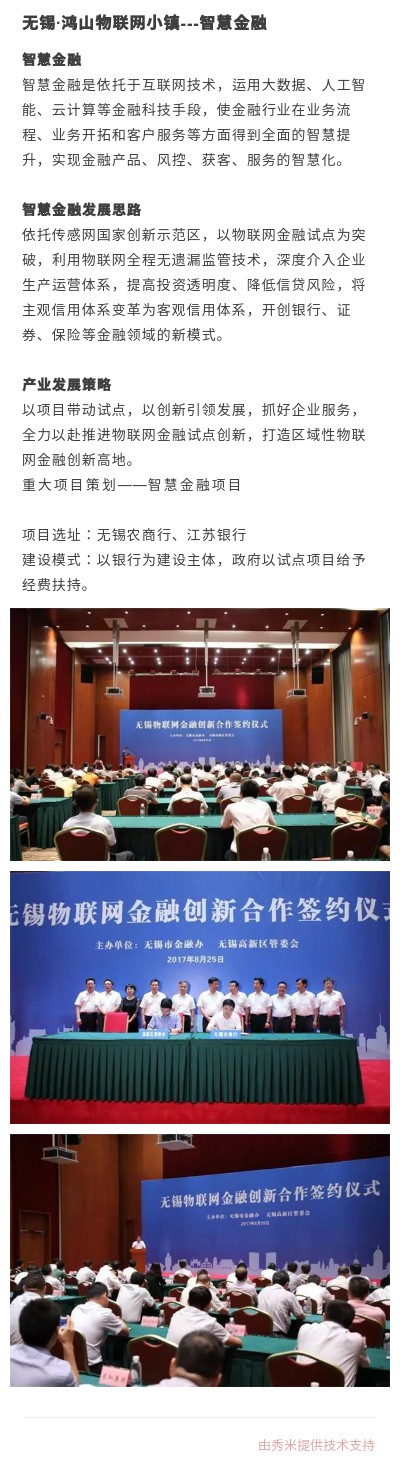 无锡·鸿山物联网小镇---智慧金融
智慧金融
智慧金融是依托于互联网技术，运用大数据、人工智
能、云计算等金融科技手段，使金融行业在业务流
程、业务开拓和客户服务等方面得到全面的智慧提
升，实现金融产品、风控、获客、服务的智慧化。
智慧金融发展思路
依托传感网国家创新示范区，以物联网金融试点为突
破，利用物联网全程无遗漏监管技术，深度介入企业
生产运营体系，提高投资透明度、降低信贷风险，将
主观信用体系变革为客观信用体系，开创银行、证
券、保险等金融领域的新模式。
产业发展策略
以项目带动试点，以创新引领发展，抓好企业服务，
全力以赴推进物联网金融试点创新，打造区域性物联
网金融创新高地。
重大项目策划——智慧金融项目
项目选址：无锡农商行、江苏银行
建设模式：以银行为建设主体，政府以试点项目给予
经费扶持。
无锡物联网金融创新合作签约仪式
无锡物联网金融创新合作签约仪式
主办单位：无锡市金融办 无锡高新区管委会
2017年8月25日
无锡物联网金融创新合作签约仪式
主办单位：无锡市金融办 无锡高新区管委会
2017年8月25日
由秀米提供技术支持